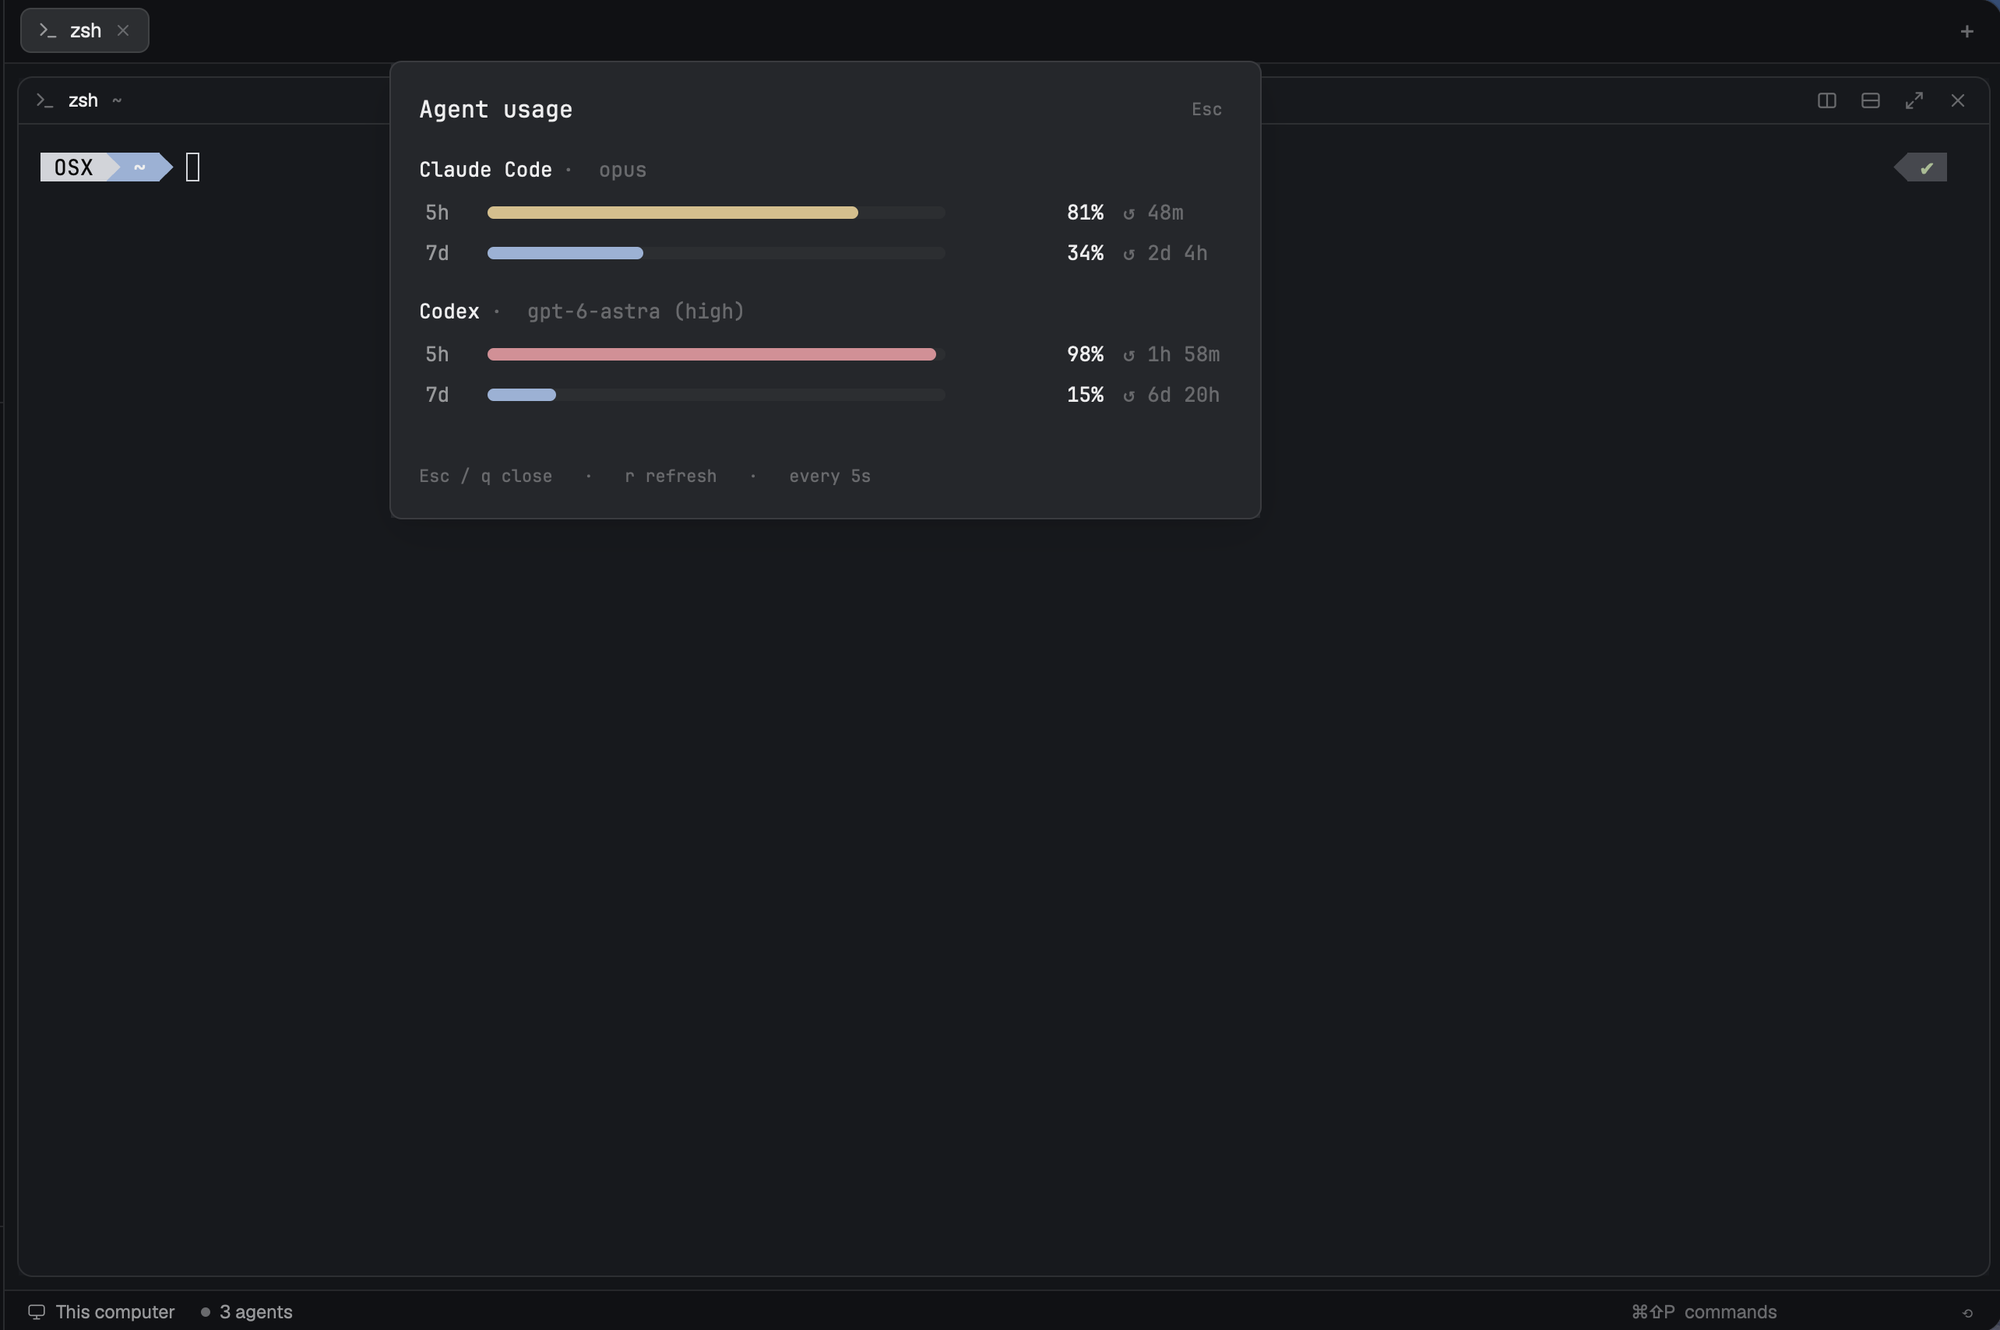 zsh
zsh ~
Agent usage Esc
OSX ~
Claude Code · opus
5h 81% ↺ 48m
7d 34% ↺ 2d 4h
Codex · gpt-6-astra (high)
5h 98% ↺ 1h 58m
7d 15% ↺ 6d 20h
Esc / q close · r refresh · every 5s
This computer 3 agents ⌘⇧P commands